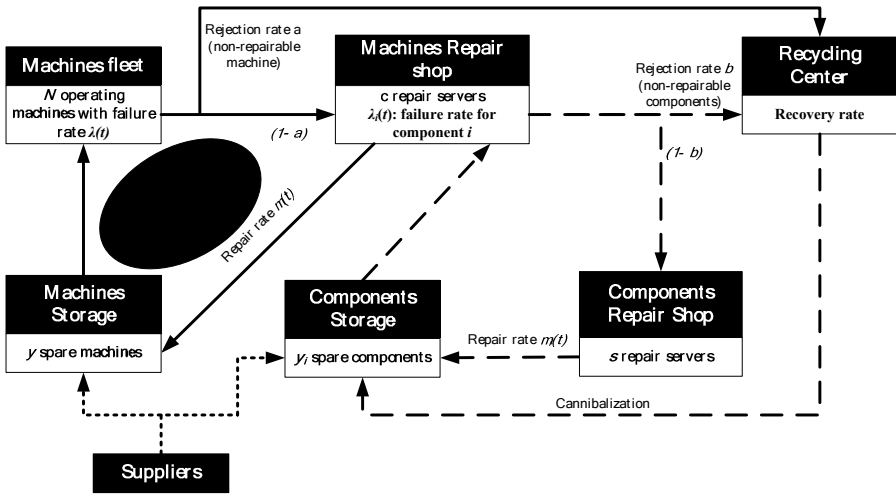 Rejection rate a
(non-repairable
machine)
Machines fleet
N operating
machines with failure
rate λ(t)
(1- a)
Machines Repair
shop
c repair servers
λi(t): failure rate for
component i
Rejection rate b
(non-repairable
components)
(1- b)
Recycling
Center
Recovery rate
Repair rate m(t)
Machines
Storage
y spare machines
Components
Storage
yi spare components
Repair rate m(t)
Components
Repair Shop
s repair servers
Cannibalization
Suppliers